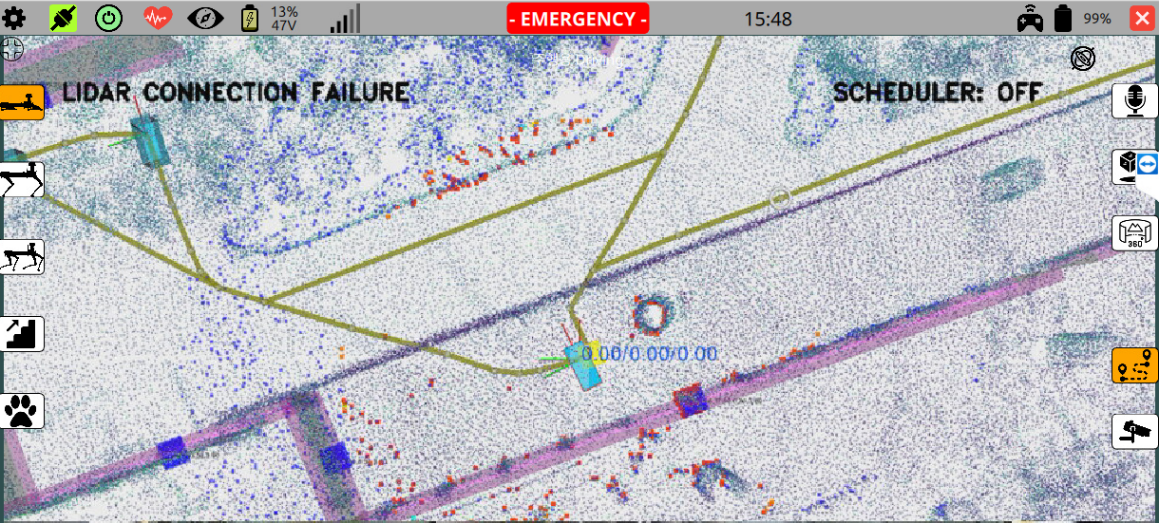 13%
47V
- EMERGENCY -
15:48
99%
LIDAR CONNECTION FAILURE
SCHEDULER: OFF
360°
0.00/0.00/0.00